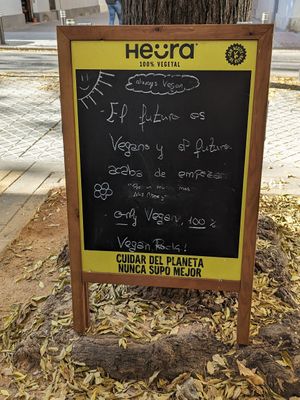 HEURA
100% VEGETAL
Always Vegan
El futuro es
Vegano y el futuro
acaba de empezar
only Vegan, 100%
Vegan Rock!
CUIDAR DEL PLANETA
NUNCA SUPO MEJOR